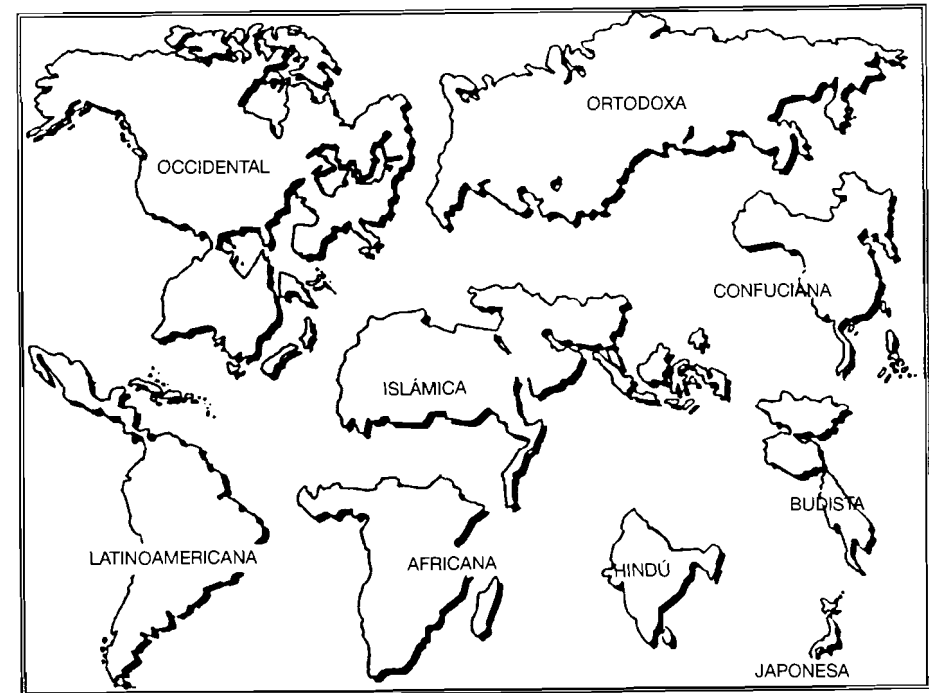 ORTODOXA
OCCIDENTAL
CONFUCIANA
ISLÁMICA
BUDISTA
LATINOAMERICANA
AFRICANA
HINDÚ
JAPONESA